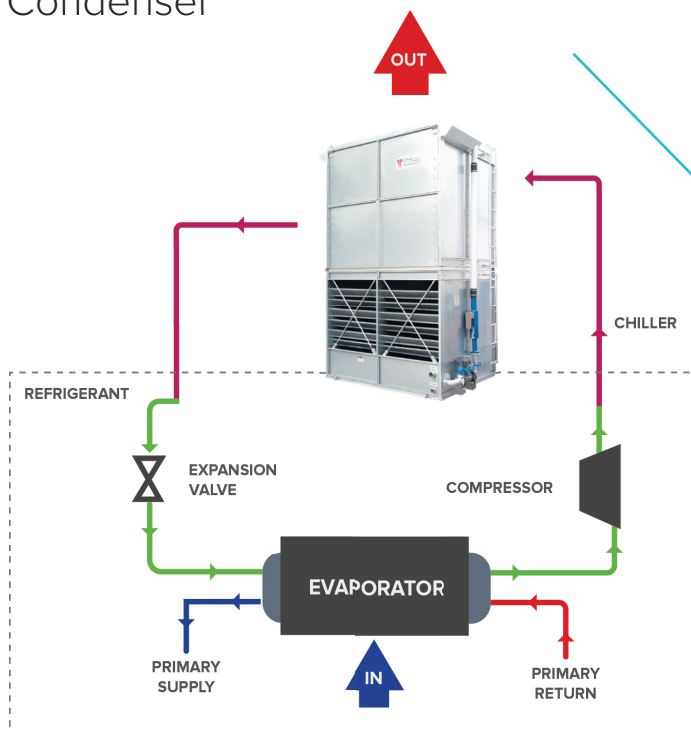 Condenser
OUT
CHILLER
REFRIGERANT
EXPANSION
VALVE
COMPRESSOR
EVAPORATOR
PRIMARY
SUPPLY
IN
PRIMARY
RETURN